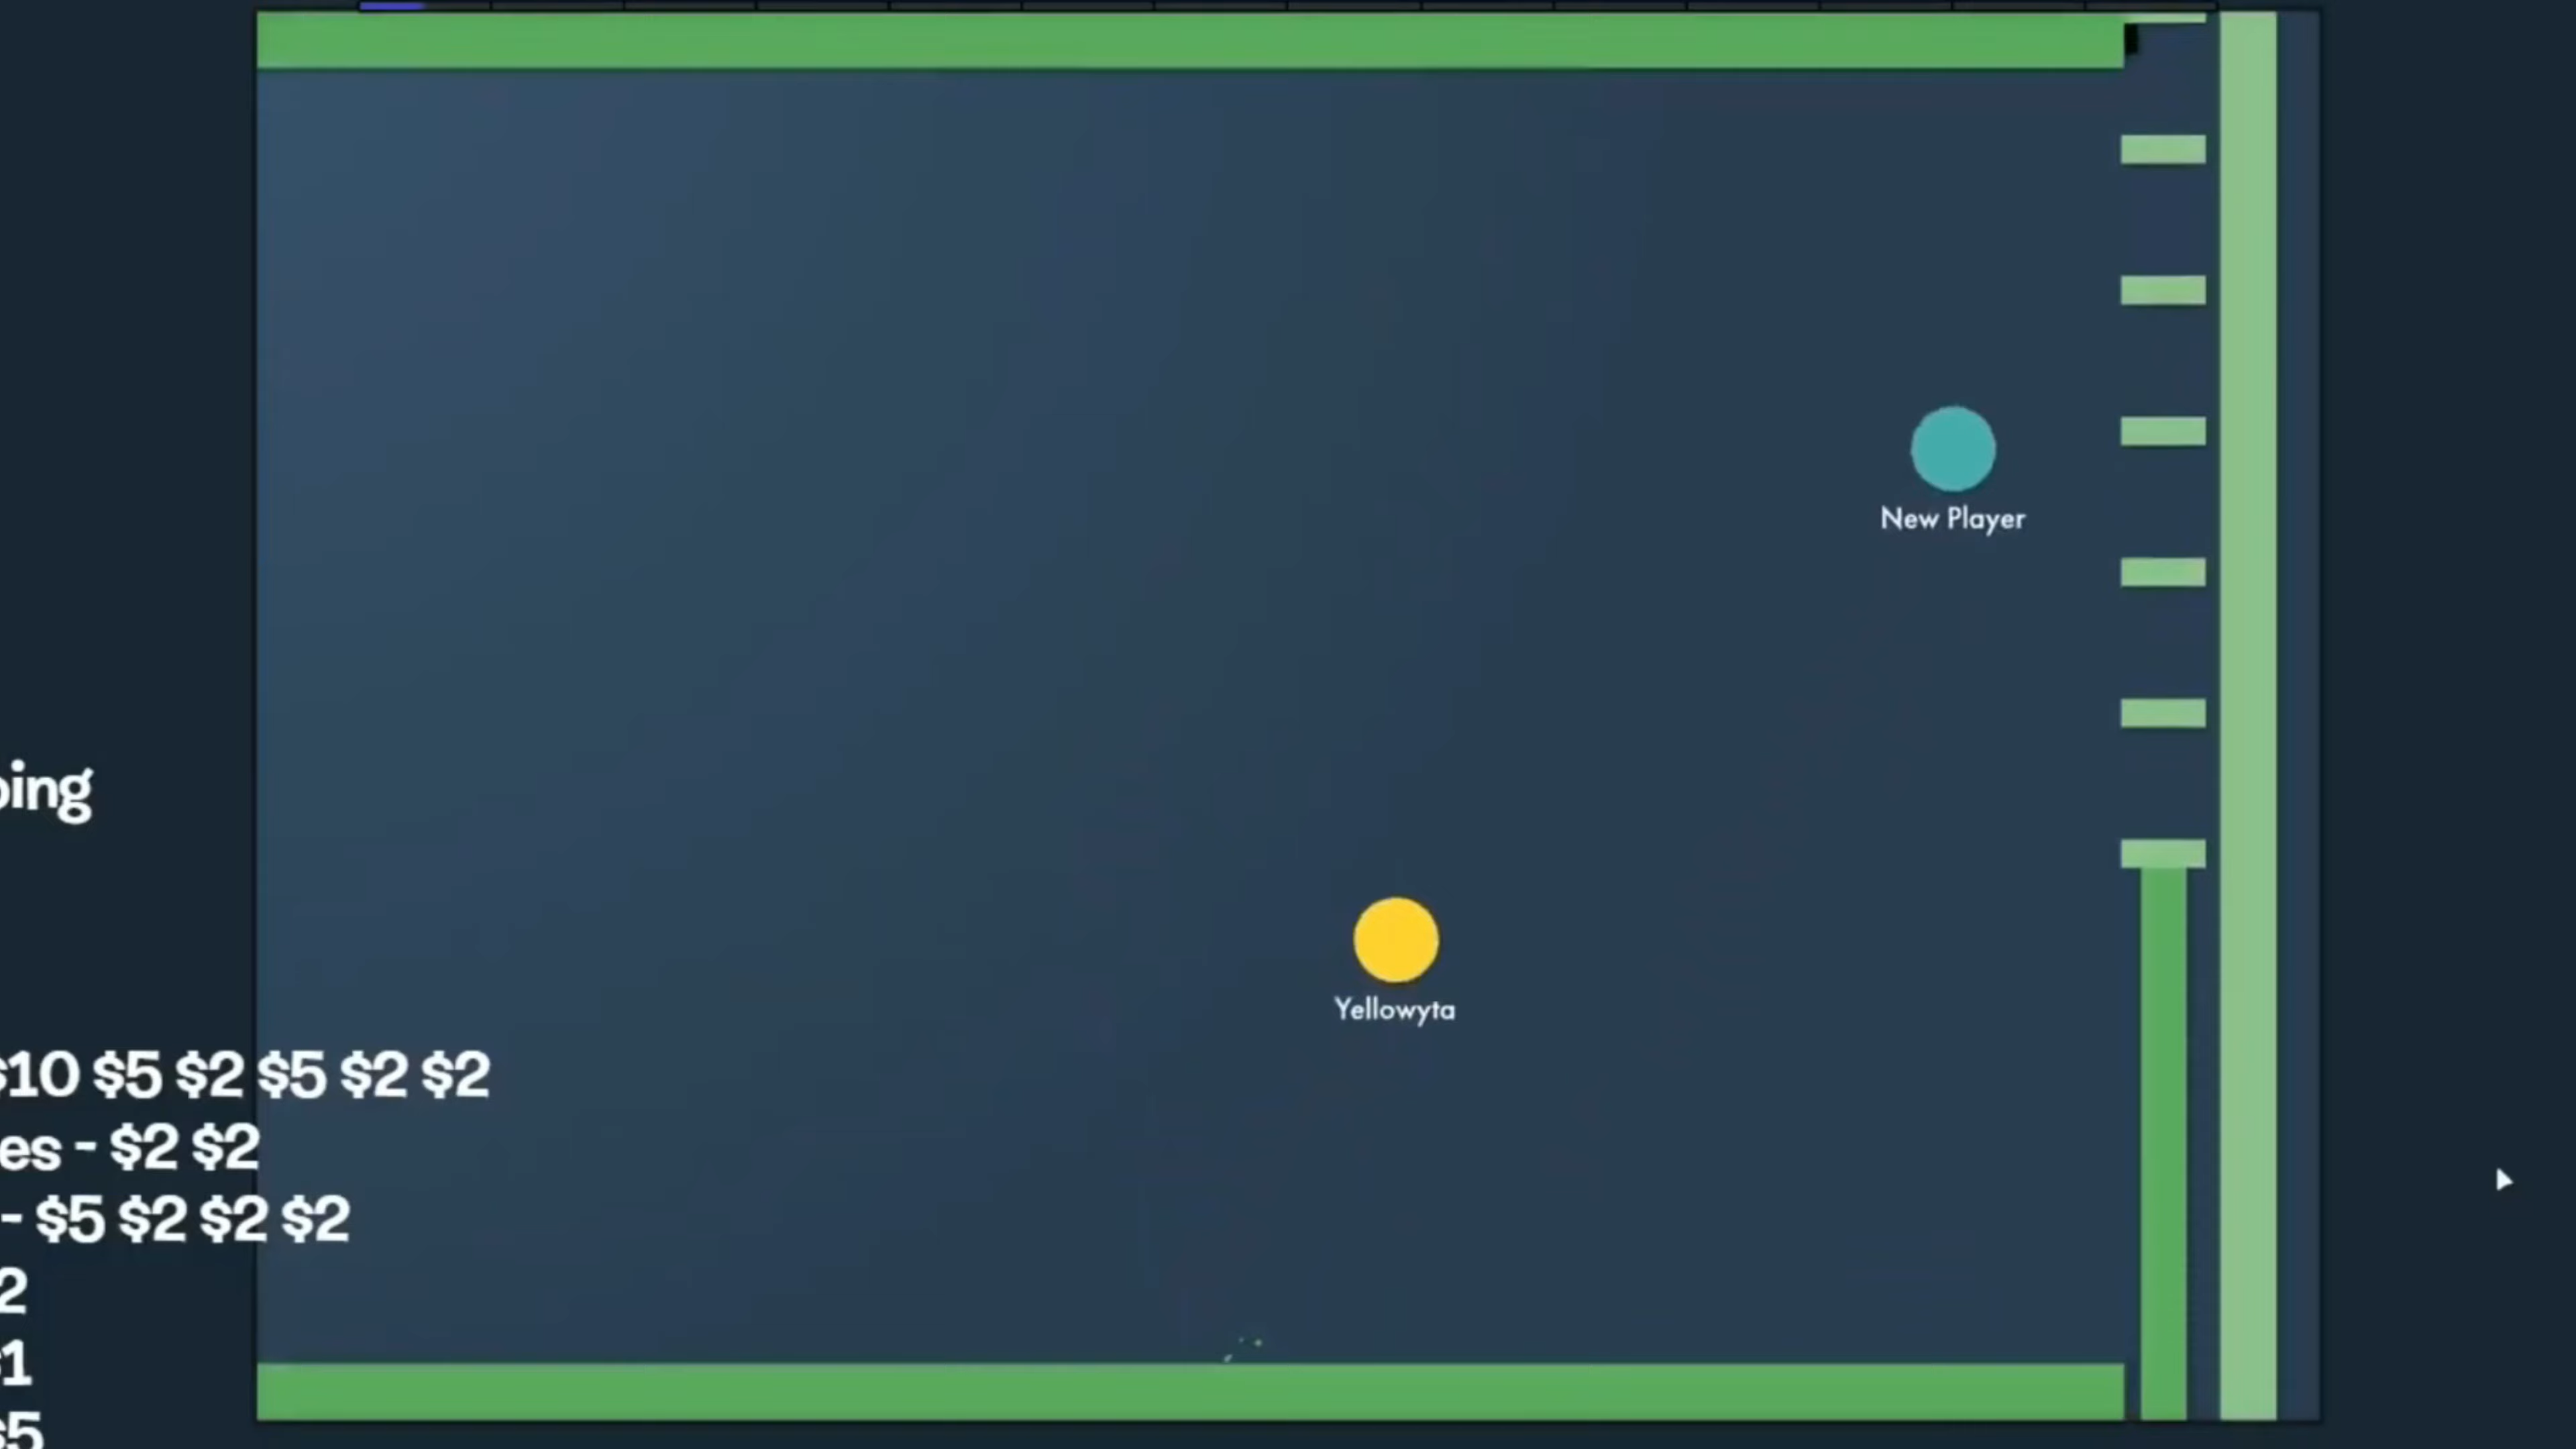 New Player
ping
Yellowyta
$10 $5 $2 $5 $2 $2
es - $2 $2
- $5 $2 $2 $2
2
1
$5